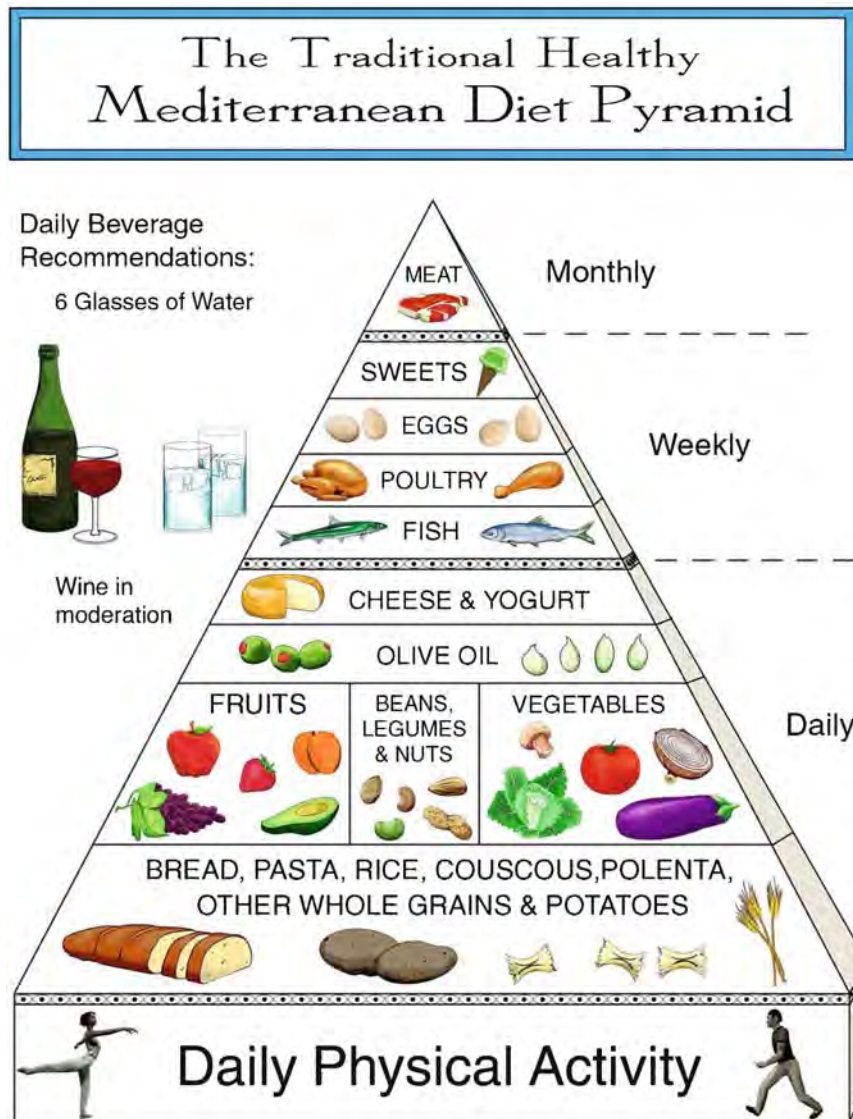 The Traditional Healthy
Mediterranean Diet Pyramid
Daily Beverage
Recommendations:
6 Glasses of Water
Wine in
moderation
MEAT
Monthly
SWEETS
EGGS
POULTRY
FISH
Weekly
CHEESE & YOGURT
OLIVE OIL
FRUITS
BEANS,
LEGUMES
& NUTS
VEGETABLES
Daily
BREAD, PASTA, RICE, COUSCOUS,POLENTA,
OTHER WHOLE GRAINS & POTATOES
Daily Physical Activity